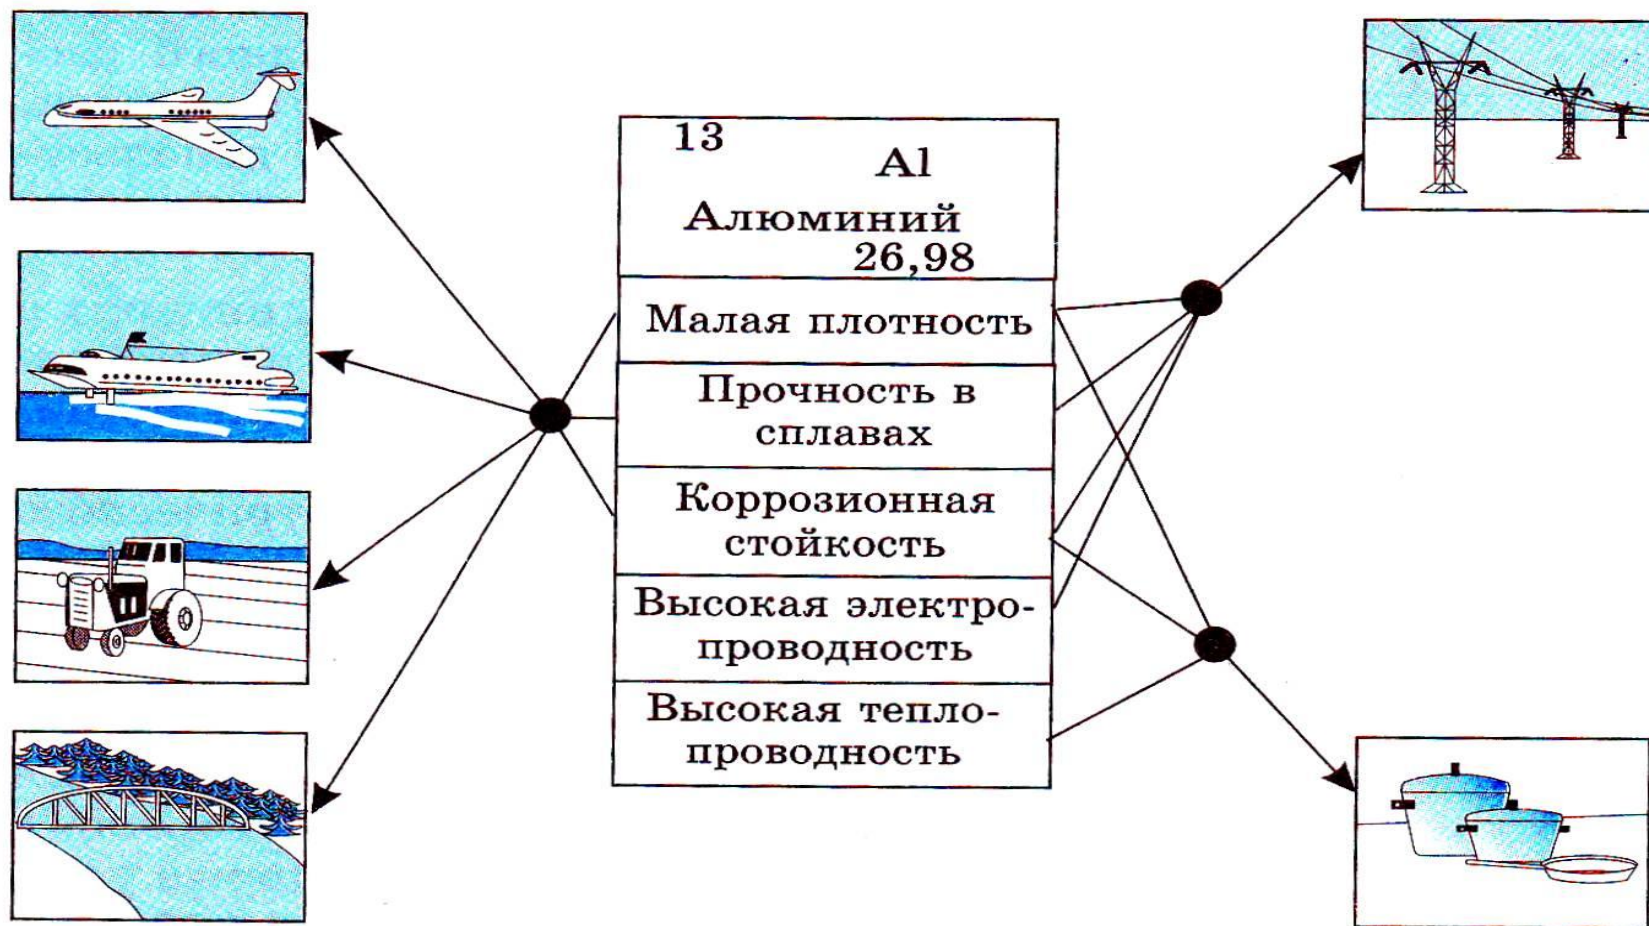 13
Al
Алюминий
26,98
Малая плотность
Прочность в
сплавах
Коррозионная
стойкость
Высокая электро-
проводность
Высокая тепло-
проводность